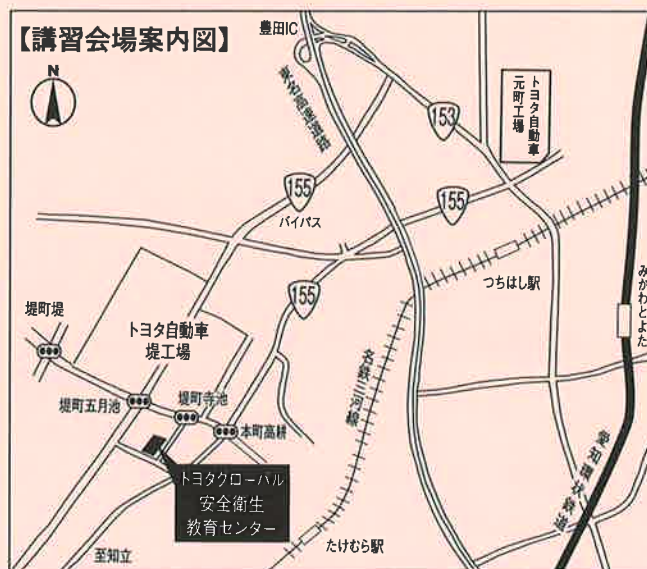 【講習会場案内図】
豊田IC
N
東名高速道路
153
トヨタ自動車
元町工場
155
バイパス
155
155
つちはし駅
みかわとよた
堤町堤
トヨタ自動車
堤工場
名鉄三河線
堤町五月池
堤町寺池
本町高耕
愛知環状鉄道
トヨタグローバル
安全衛生
教育センター
たけむら駅
至知立